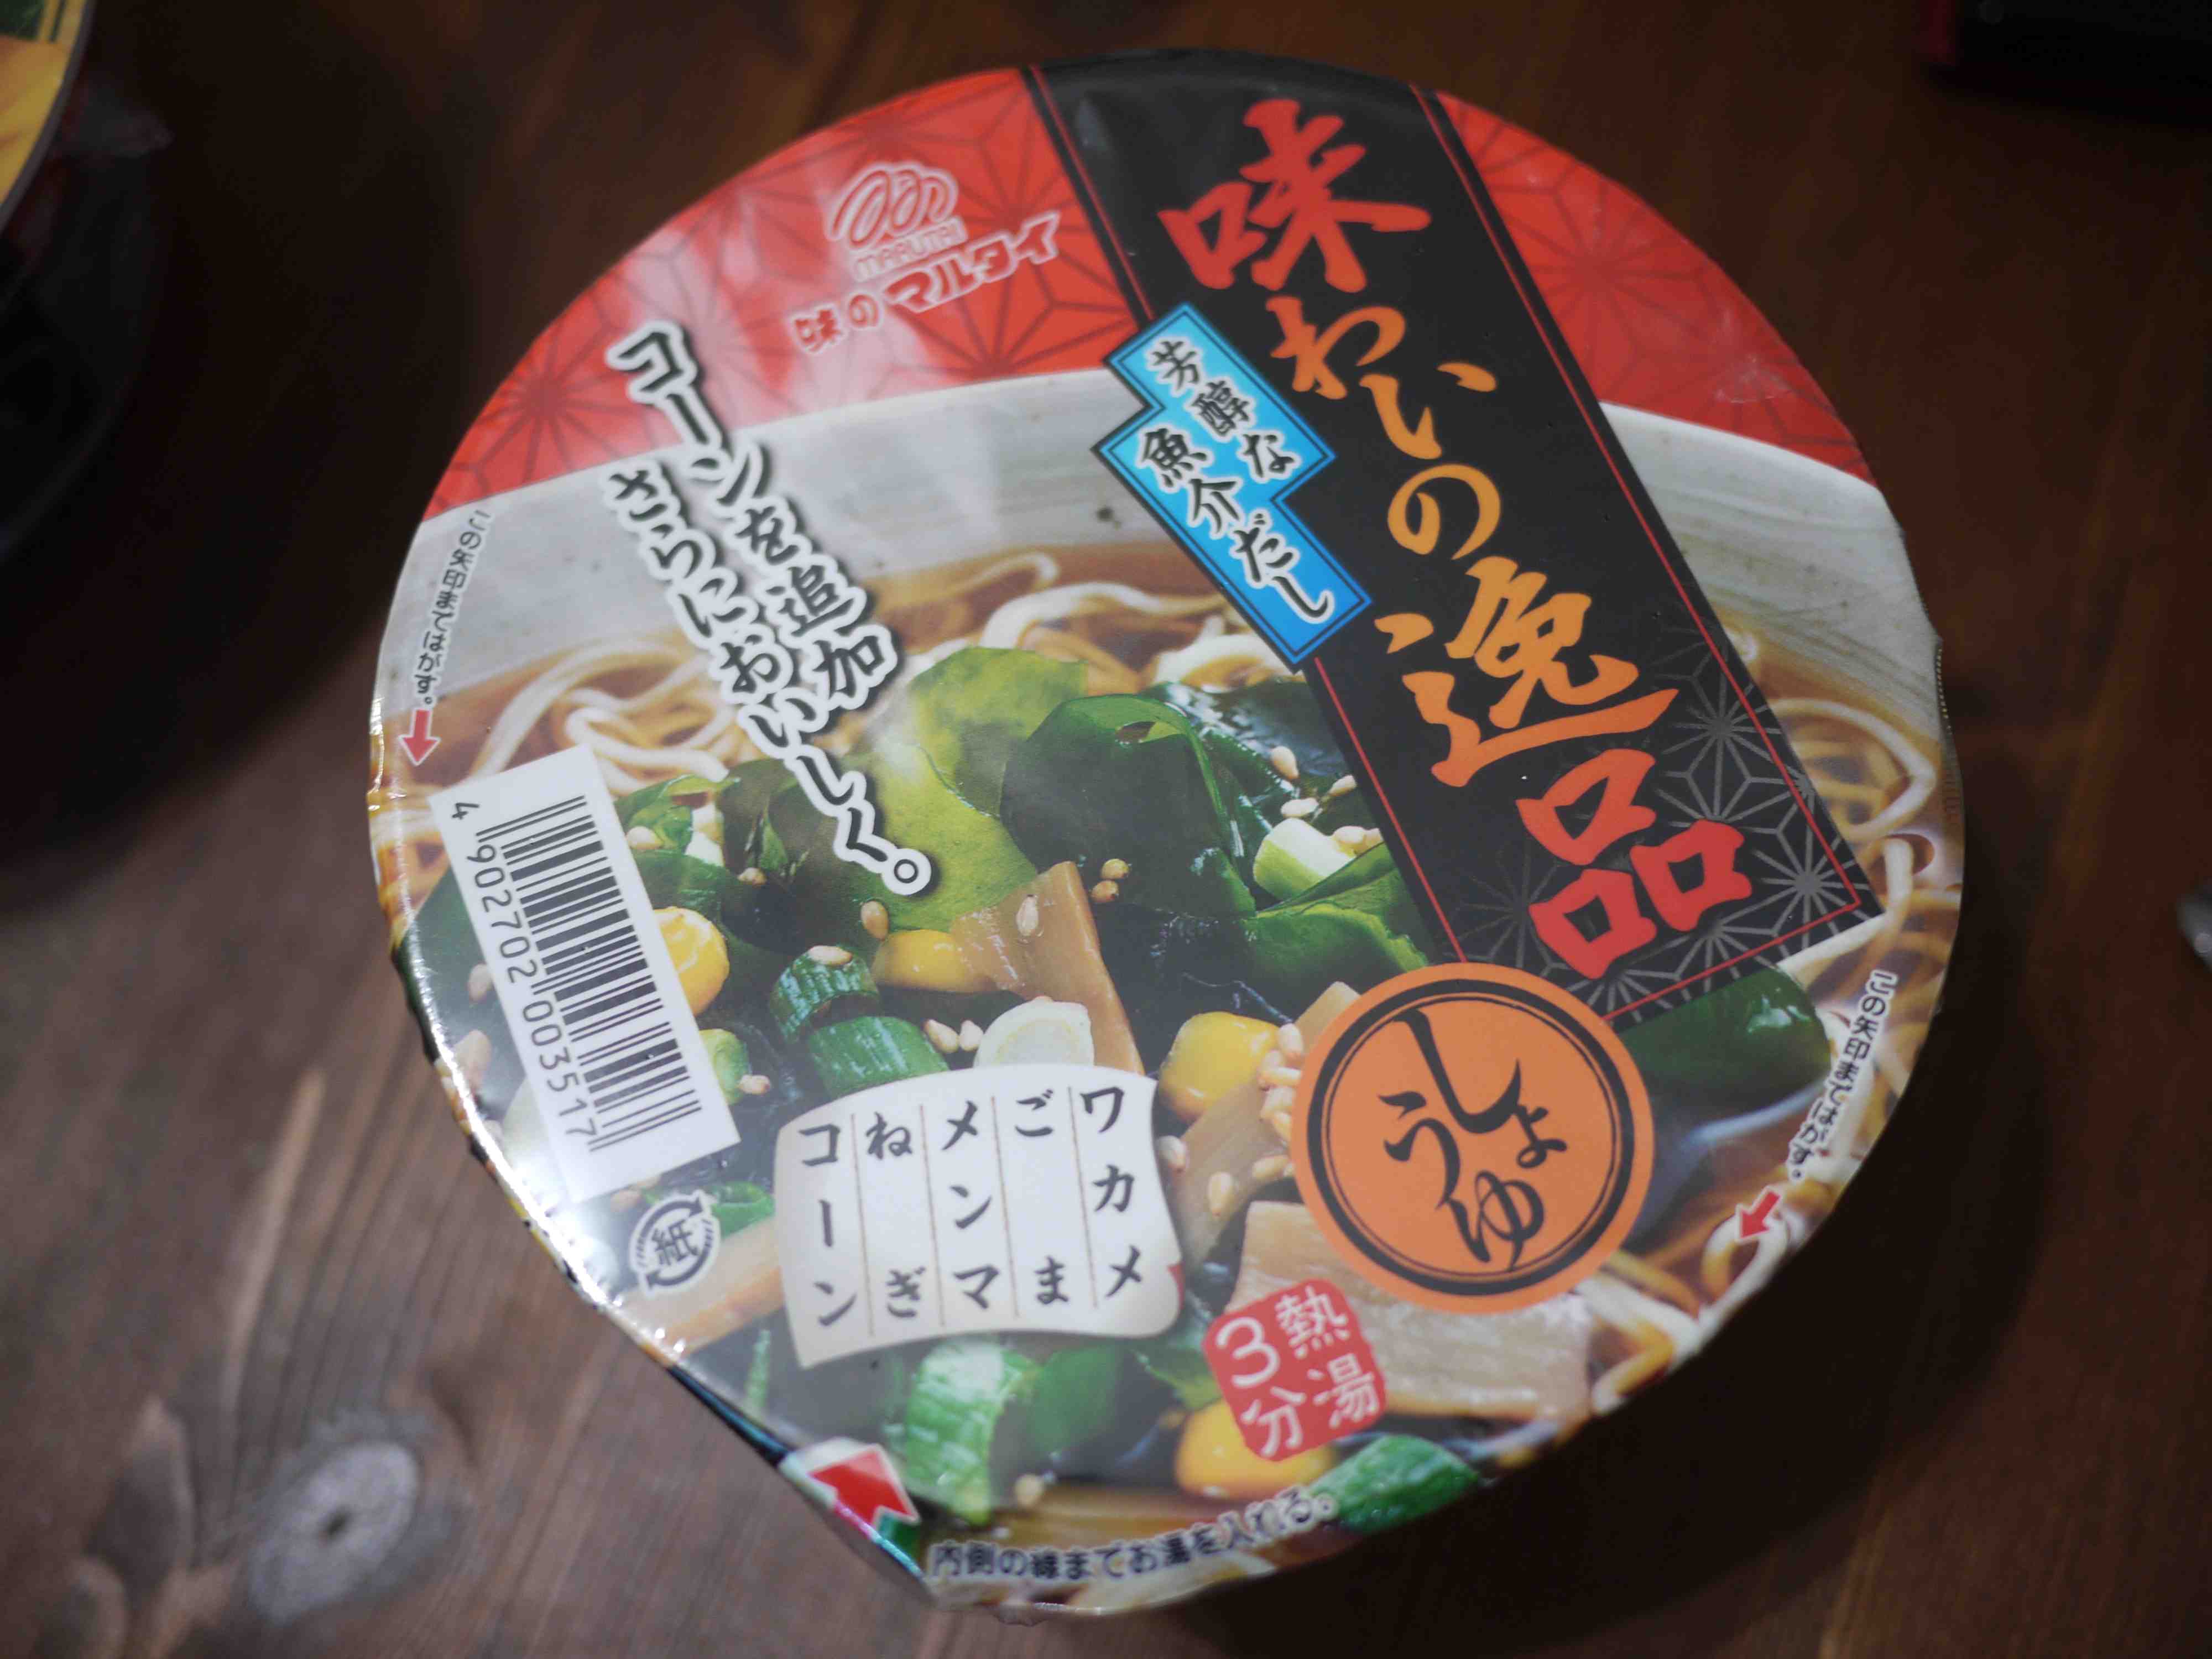 味わいの逸品
芳醇な
魚介だし
MARUTAI
味のマルタイ
コーンを追加
さらにおいしく。
この矢印まではがす。
4 902702 003517
紙
ワカメ
ごま
メンマ
ねぎ
コーン
しょうゆ
熱湯
3分
この矢印まではがす。
内側の線までお湯を入れる。